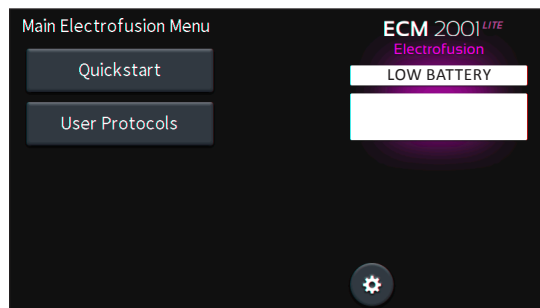 Main Electrofusion Menu
ECM 2001 LITE
Electrofusion
Quickstart
LOW BATTERY
User Protocols